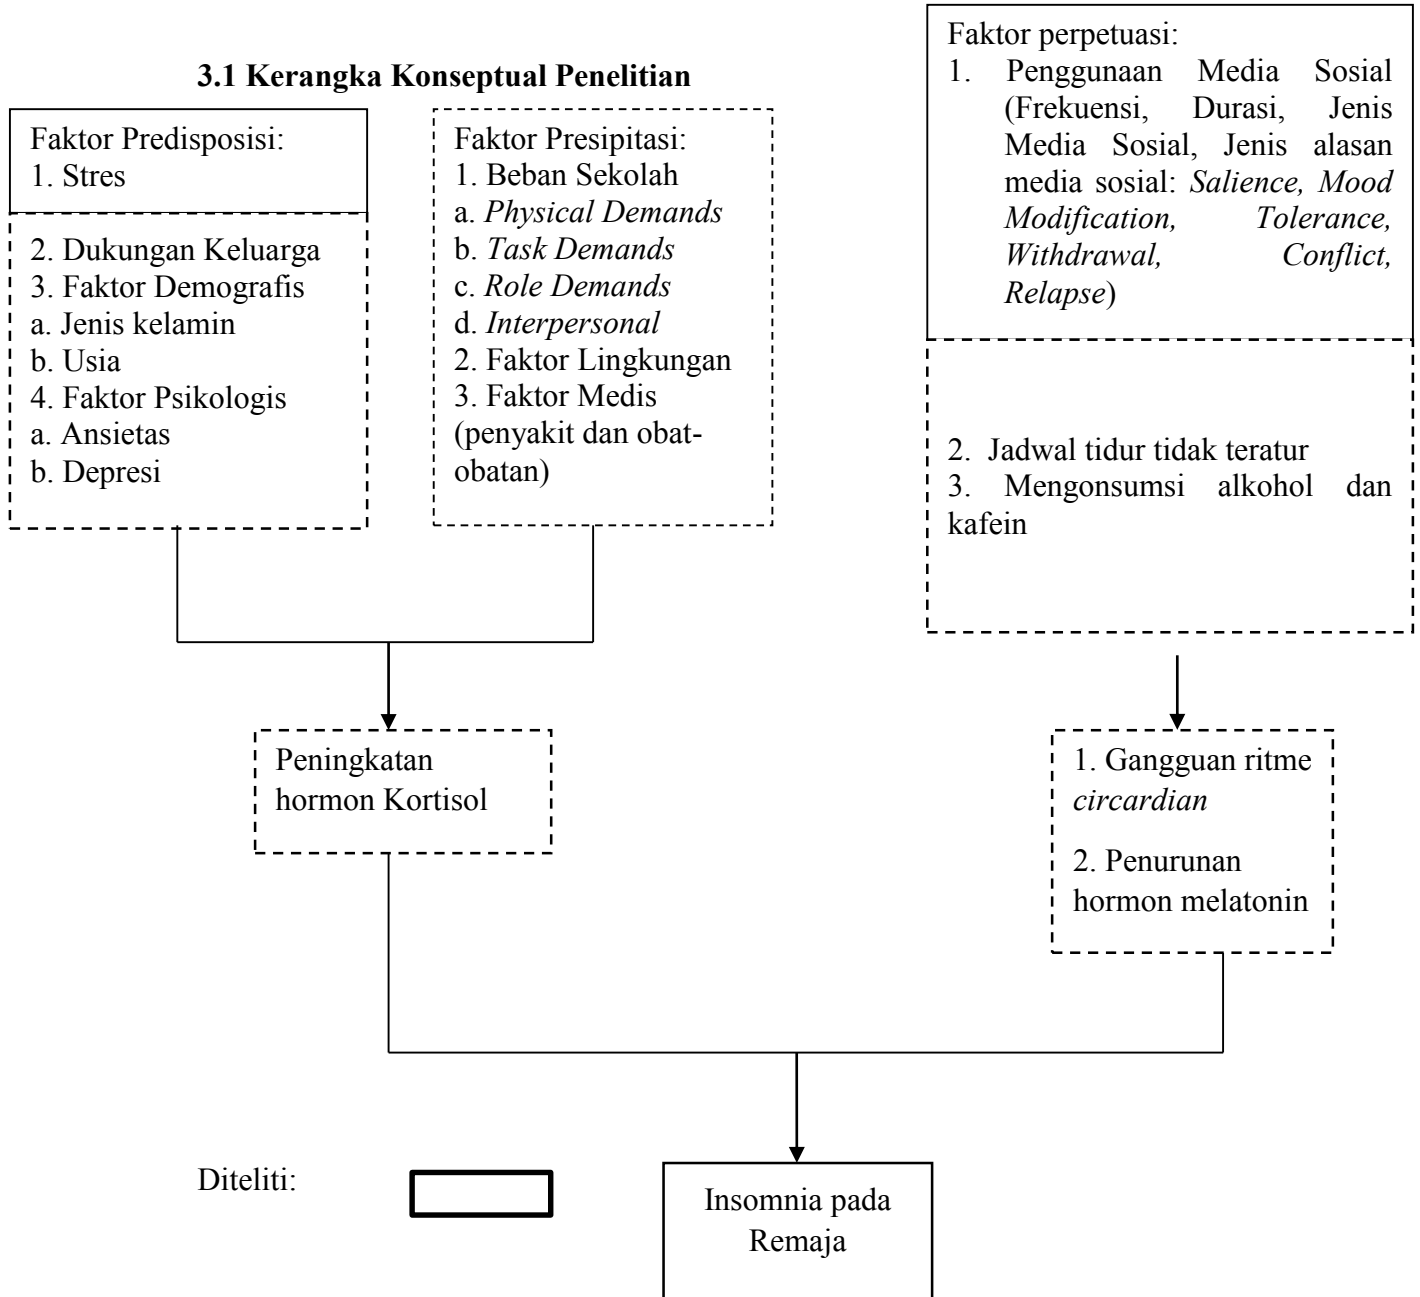 3.1 Kerangka Konseptual Penelitian
Faktor Predisposisi:
1. Stres
2. Dukungan Keluarga
3. Faktor Demografis
a. Jenis kelamin
b. Usia
4. Faktor Psikologis
a. Ansietas
b. Depresi
Faktor Presipitasi:
1. Beban Sekolah
a. Physical Demands
b. Task Demands
c. Role Demands
d. Interpersonal
2. Faktor Lingkungan
3. Faktor Medis
(penyakit dan obat-
obatan)
Faktor perpetuasi:
1. Penggunaan Media Sosial
(Frekuensi, Durasi, Jenis
Media Sosial, Jenis alasan
media sosial: Salience, Mood
Modification, Tolerance,
Withdrawal, Conflict,
Relapse)
2. Jadwal tidur tidak teratur
3. Mengonsumsi alkohol dan
kafein
Peningkatan
hormon Kortisol
1. Gangguan ritme
circardian
2. Penurunan
hormon melatonin
Diteliti:
Insomnia pada
Remaja